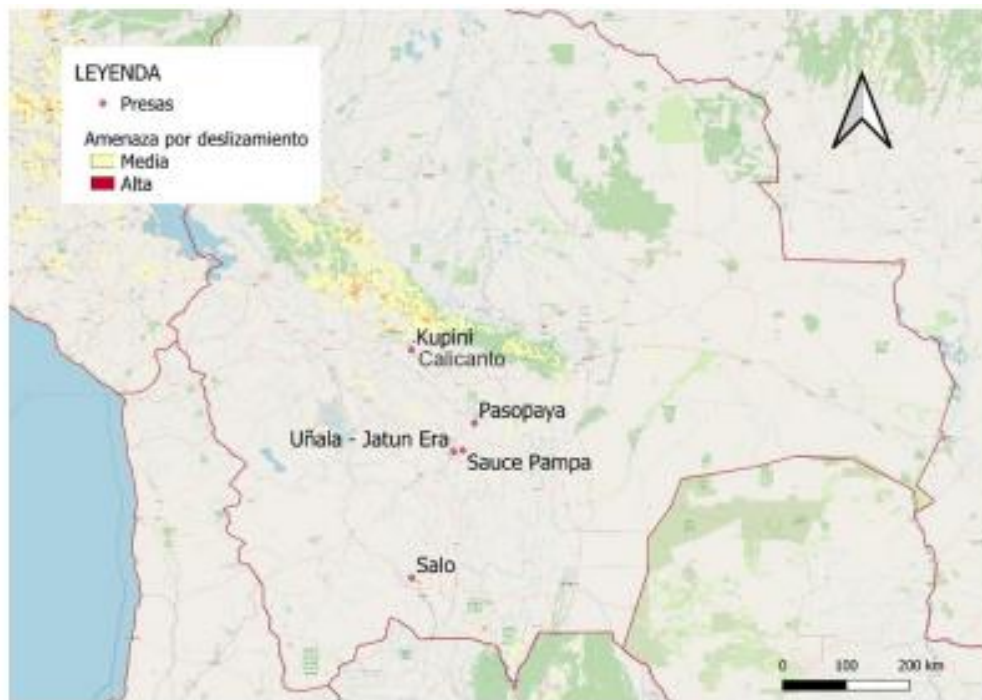 LEYENDA
Presas
Amenaza por deslizamiento
Media
Alta
Kupini
Calicanto
Pasopaya
Uñala - Jatun Era
Sauce Pampa
Salo
0 100 200 km